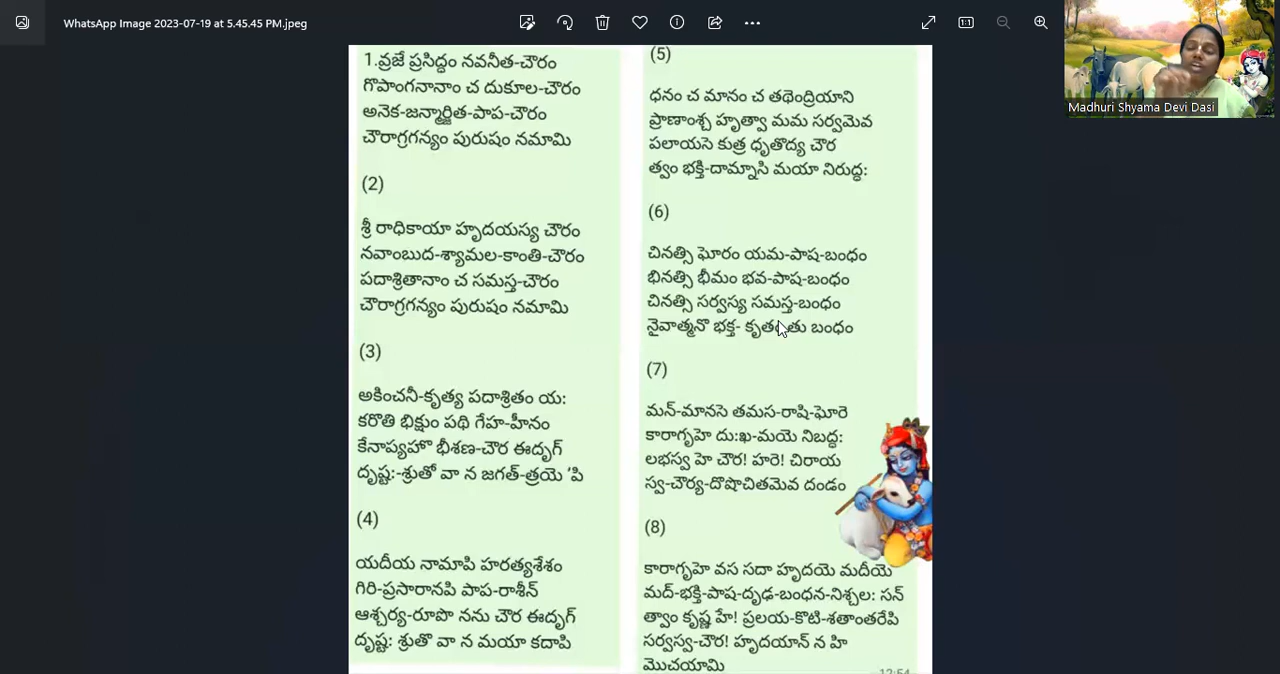 WhatsApp Image 2023-07-19 at 5.45.45 PM.jpeg
Madhuri Shyama Devi Dasi
1.వ్రజే ప్రసిద్ధం నవనీత-చౌరం
గొపాంగనానాం చ దుకూల-చౌరం
అనెక-జన్మార్జిత-పాప-చౌరం
చౌరాగ్రగన్యం పురుషం నమామి
(2)
శ్రీ రాధికాయా హృదయస్య చౌరం
నవాంబుద-శ్యామల-కాంతి-చౌరం
పదాశ్రితానాం చ సమస్త-చౌరం
చౌరాగ్రగన్యం పురుషం నమామి
(3)
అకించనీ-కృత్య పదాశ్రితం య:
కరొతి భిక్షుం పథి గేహ-హీనం
కేనాప్యహొ భీశణ-చౌర ఈదృగ్
దృష్ట:-శ్రుతో వా న జగత్-త్రయె 'పి
(4)
యదీయ నామాపి హరత్యశేశం
గిరి-ప్రసారానపి పాప-రాశీన్
ఆశ్చర్య-రూపొ నను చౌర ఈదృగ్
దృష్ట: శ్రుతొ వా న మయా కదాపి
(5)
ధనం చ మానం చ తథెంద్రియాని
ప్రాణాంశ్చ హృత్వా మమ సర్వమెవ
పలాయసె కుత్ర ధృతొద్య చౌర
త్వం భక్తి-దామ్నాసి మయా నిరుద్ధ:
(6)
చినత్సి ఘోరం యమ-పాష-బంధం
భినత్సి భీమం భవ-పాష-బంధం
చినత్సి సర్వస్య సమస్త-బంధం
నైవాత్మనొ భక్త- కృతంతు బంధం
(7)
మన్-మానసె తమస-రాషి-ఘొరె
కారాగృహె దు:ఖ-మయె నిబద్ధ:
లభస్వ హె చౌర! హరె! చిరాయ
స్వ-చౌర్య-దొషొచితమెవ దండం
(8)
కారాగృహె వస సదా హృదయె మదీయె
మద్-భక్తి-పాష-దృఢ-బంధన-నిశ్చల: సన్
త్వాం కృష్ణ హే! ప్రలయ-కొటి-శతాంతరేపి
సర్వస్వ-చౌర! హృదయాన్ న హి
మొచయామి
12:54